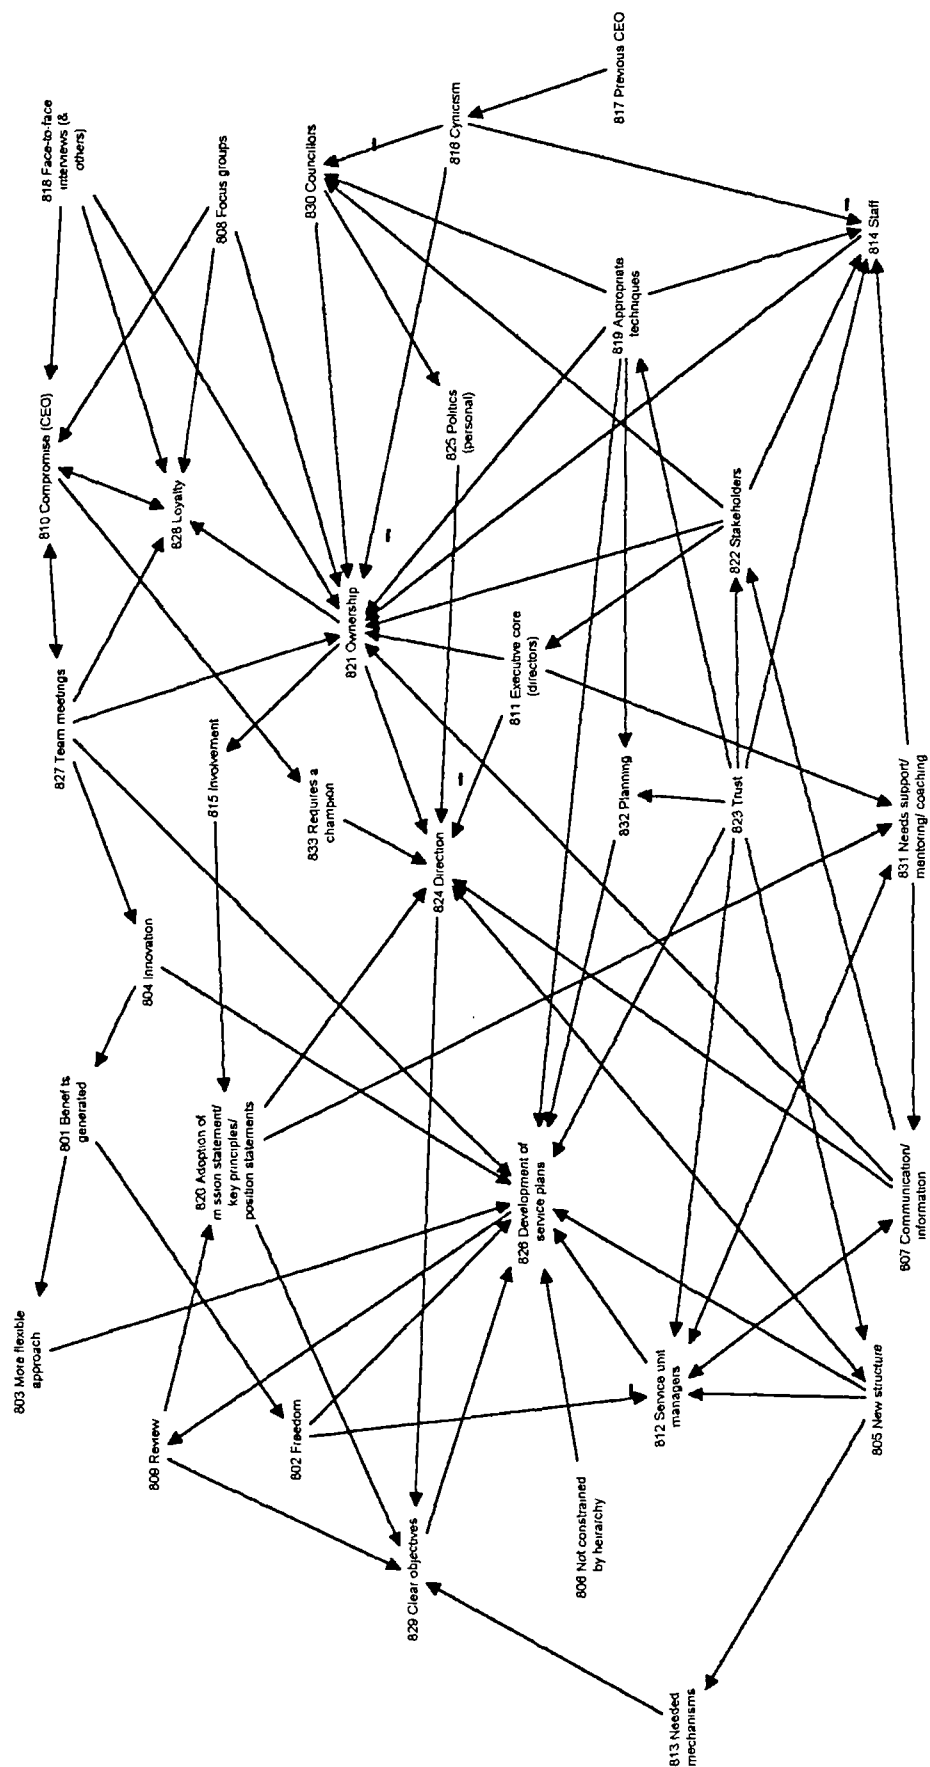 803 More flexible
approach
818 Face-to-face
interviews (&
others)
810 Compromise (CEO)
827 Team meetings
801 Benefits
generated
804 Innovation
809 Review
828 Loyalty
820 Adoption of
mission statement/
key principles/
position statements
815 Involvement
808 Focus groups
802 Freedom
830 Councillors
833 Requires a
champion
821 Ownership
829 Clear objectives
824 Direction
825 Politics
(personal)
816 Cynicism
811 Executive core
(directors)
826 Development of
service plans
806 Not constrained
by heirarchy
819 Appropriate
techniques
817 Previous CEO
832 Planning
812 Service unit
managers
813 Needed
mechanisms
822 Stakeholders
823 Trust
814 Staff
805 New structure
831 Needs support/
mentoring/ coaching
807 Communication/
information